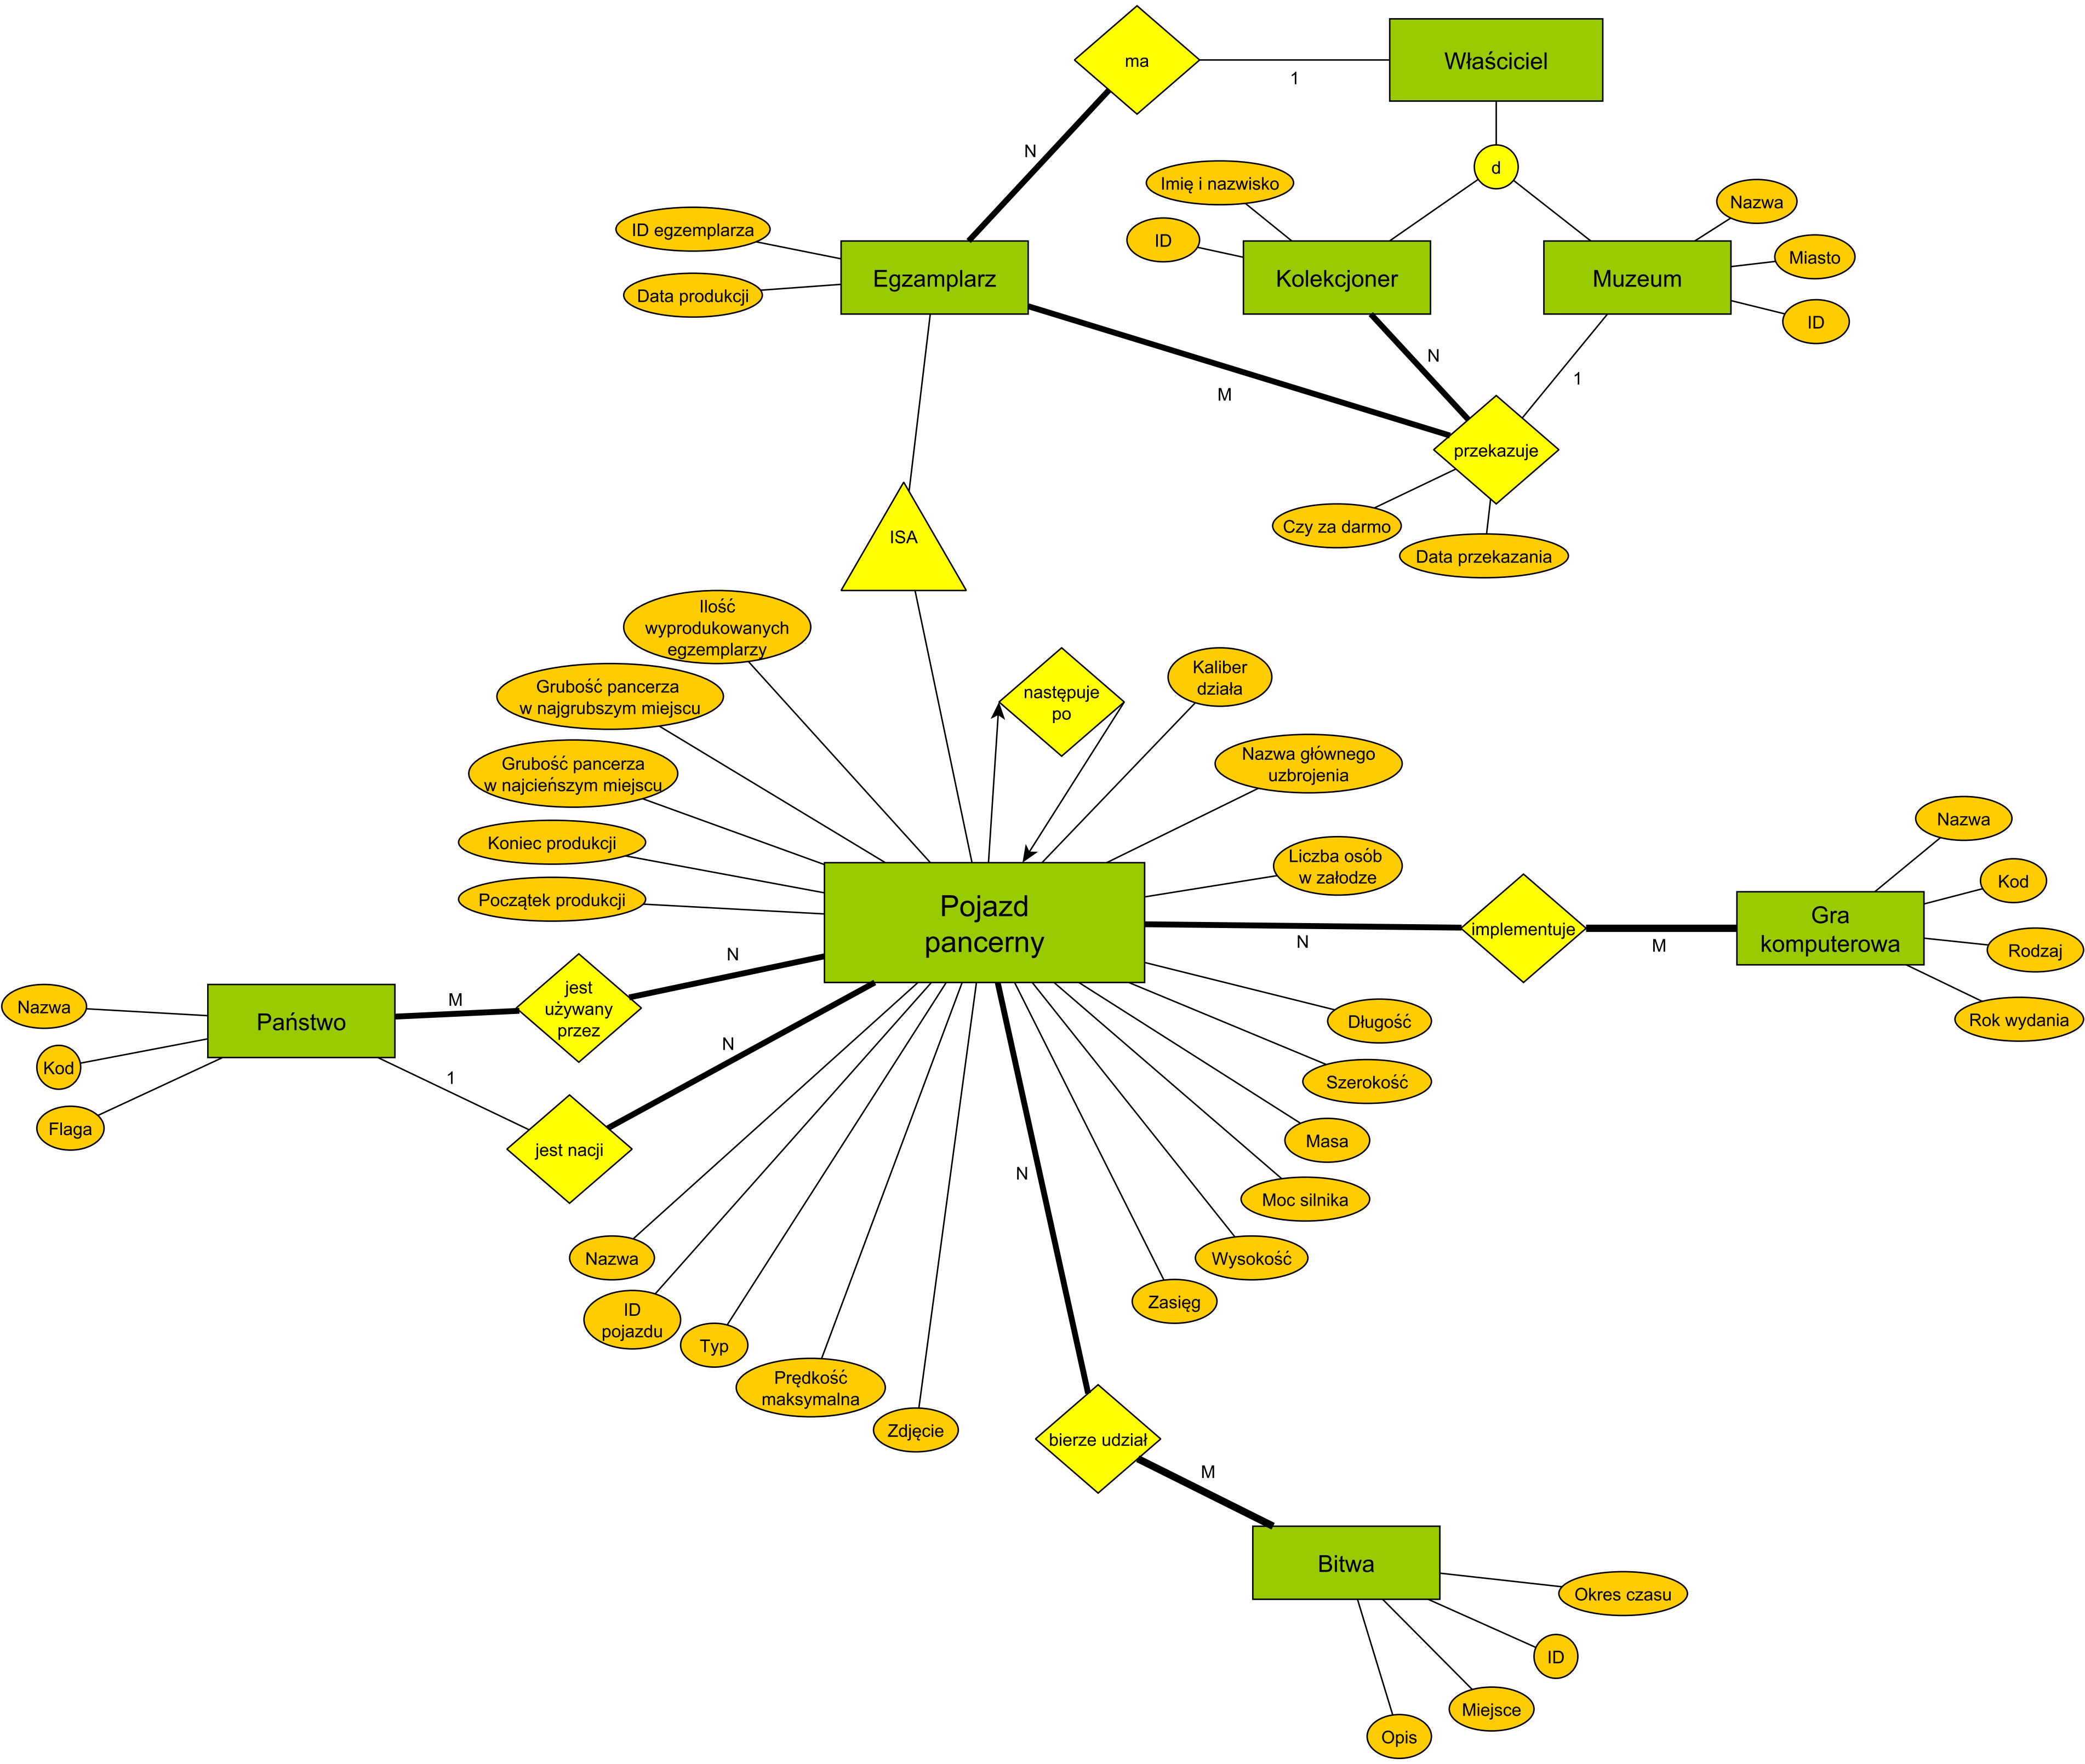 ma
1
Właściciel
N
d
Imię i nazwisko
Nazwa
ID egzemplarza
ID
Miasto
Egzamplarz
Kolekcjoner
Muzeum
Data produkcji
ID
N
1
M
przekazuje
Czy za darmo
Data przekazania
ISA
Ilość
wyprodukowanych
egzemplarzy
Grubość pancerza
w najgrubszym miejscu
następuje
po
Kaliber
działa
Grubość pancerza
w najcieńszym miejscu
Nazwa głównego
uzbrojenia
Koniec produkcji
Liczba osób
w załodze
Początek produkcji
Pojazd
pancerny
Nazwa
Kod
Gra
komputerowa
implementuje
N
M
Rodzaj
Rok wydania
N
M
jest
używany
przez
Nazwa
Państwo
Kod
Flaga
1
N
jest nacji
Długość
Szerokość
Masa
Moc silnika
Wysokość
Zasięg
N
Nazwa
ID
pojazdu
Typ
Prędkość
maksymalna
Zdjęcie
bierze udział
M
Bitwa
Okres czasu
ID
Miejsce
Opis